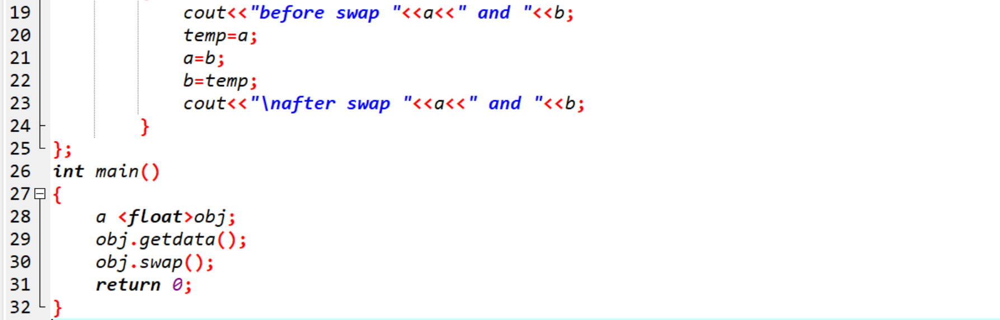 19 cout<<"before swap "<<a<<" and "<<b;
20 temp=a;
21 a=b;
22 b=temp;
23 cout<<"\nafter swap "<<a<<" and "<<b;
24 }
25 };
26 int main()
27 {
28 a <float>obj;
29 obj.getdata();
30 obj.swap();
31 return 0;
32 }